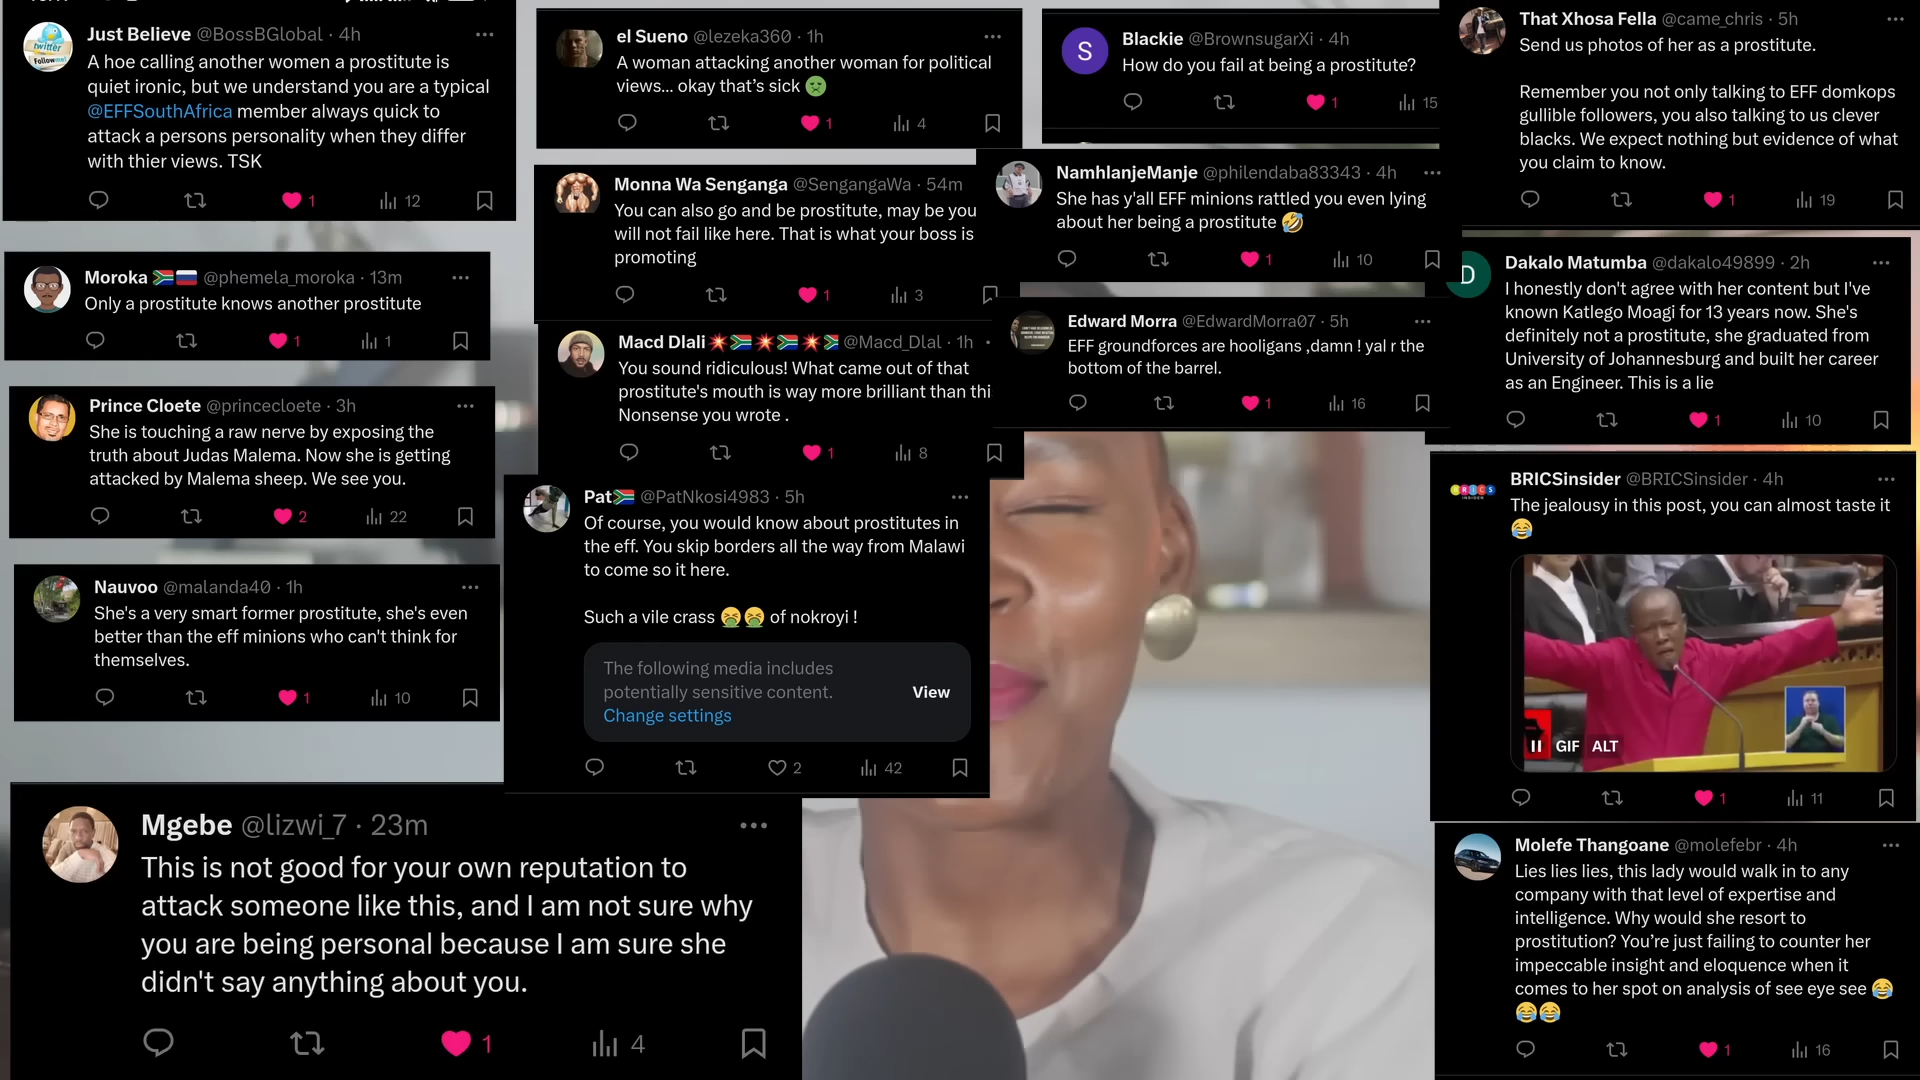 Just Believe @BossBGlobal · 4h
A hoe calling another women a prostitute is
quiet ironic, but we understand you are a typical
@EFFSouthAfrica member always quick to
attack a persons personality when they differ
with thier views. TSK
1
12
Moroka @phemela_moroka · 13m
Only a prostitute knows another prostitute
1
1
Prince Cloete @princecloete · 3h
She is touching a raw nerve by exposing the
truth about Judas Malema. Now she is getting
attacked by Malema sheep. We see you.
2
22
Nauvoo @malanda40 · 1h
She's a very smart former prostitute, she's even
better than the eff minions who can't think for
themselves.
1
10
Mgebe @lizwi_7 · 23m
This is not good for your own reputation to
attack someone like this, and I am not sure why
you are being personal because I am sure she
didn't say anything about you.
1
4
el Sueno @lezeka360 · 1h
A woman attacking another woman for political
views... okay that's sick 🤢
1
4
Monna Wa Senganga @SengangaWa · 54m
You can also go and be prostitute, may be you
will not fail like here. That is what your boss is
promoting
1
3
Macd Dlali 💥🇿🇦💥🇿🇦💥🇿🇦 @Macd_Dlal · 1h ·
You sound ridiculous! What came out of that
prostitute's mouth is way more brilliant than thi
Nonsense you wrote .
1
8
Pat🇿🇦 @PatNkosi4983 · 5h
Of course, you would know about prostitutes in
the eff. You skip borders all the way from Malawi
to come so it here.
Such a vile crass 🤮🤮 of nokroyi !
The following media includes
potentially sensitive content.
Change settings
View
2
42
Blackie @BrownsugarXi · 4h
How do you fail at being a prostitute?
1
15
S
NamhlanjeManje @philendaba83343 · 4h
She has y'all EFF minions rattled you even lying
about her being a prostitute 🤣
1
10
Edward Morra @EdwardMorra07 · 5h
EFF groundforces are hooligans ,damn ! yal r the
bottom of the barrel.
1
16
That Xhosa Fella @came_chris · 5h
Send us photos of her as a prostitute.
Remember you not only talking to EFF domkops
gullible followers, you also talking to us clever
blacks. We expect nothing but evidence of what
you claim to know.
1
19
D
Dakalo Matumba @dakalo49899 · 2h
I honestly don't agree with her content but I've
known Katlego Moagi for 13 years now. She's
definitely not a prostitute, she graduated from
University of Johannesburg and built her career
as an Engineer. This is a lie
1
10
BRICSinsider @BRICSinsider · 4h
The jealousy in this post, you can almost taste it
😂
GIF ALT
1
11
Molefe Thangoane @molefebr · 4h
Lies lies lies, this lady would walk in to any
company with that level of expertise and
intelligence. Why would she resort to
prostitution? You're just failing to counter her
impeccable insight and eloquence when it
comes to her spot on analysis of see eye see 😂
😂😂
1
16